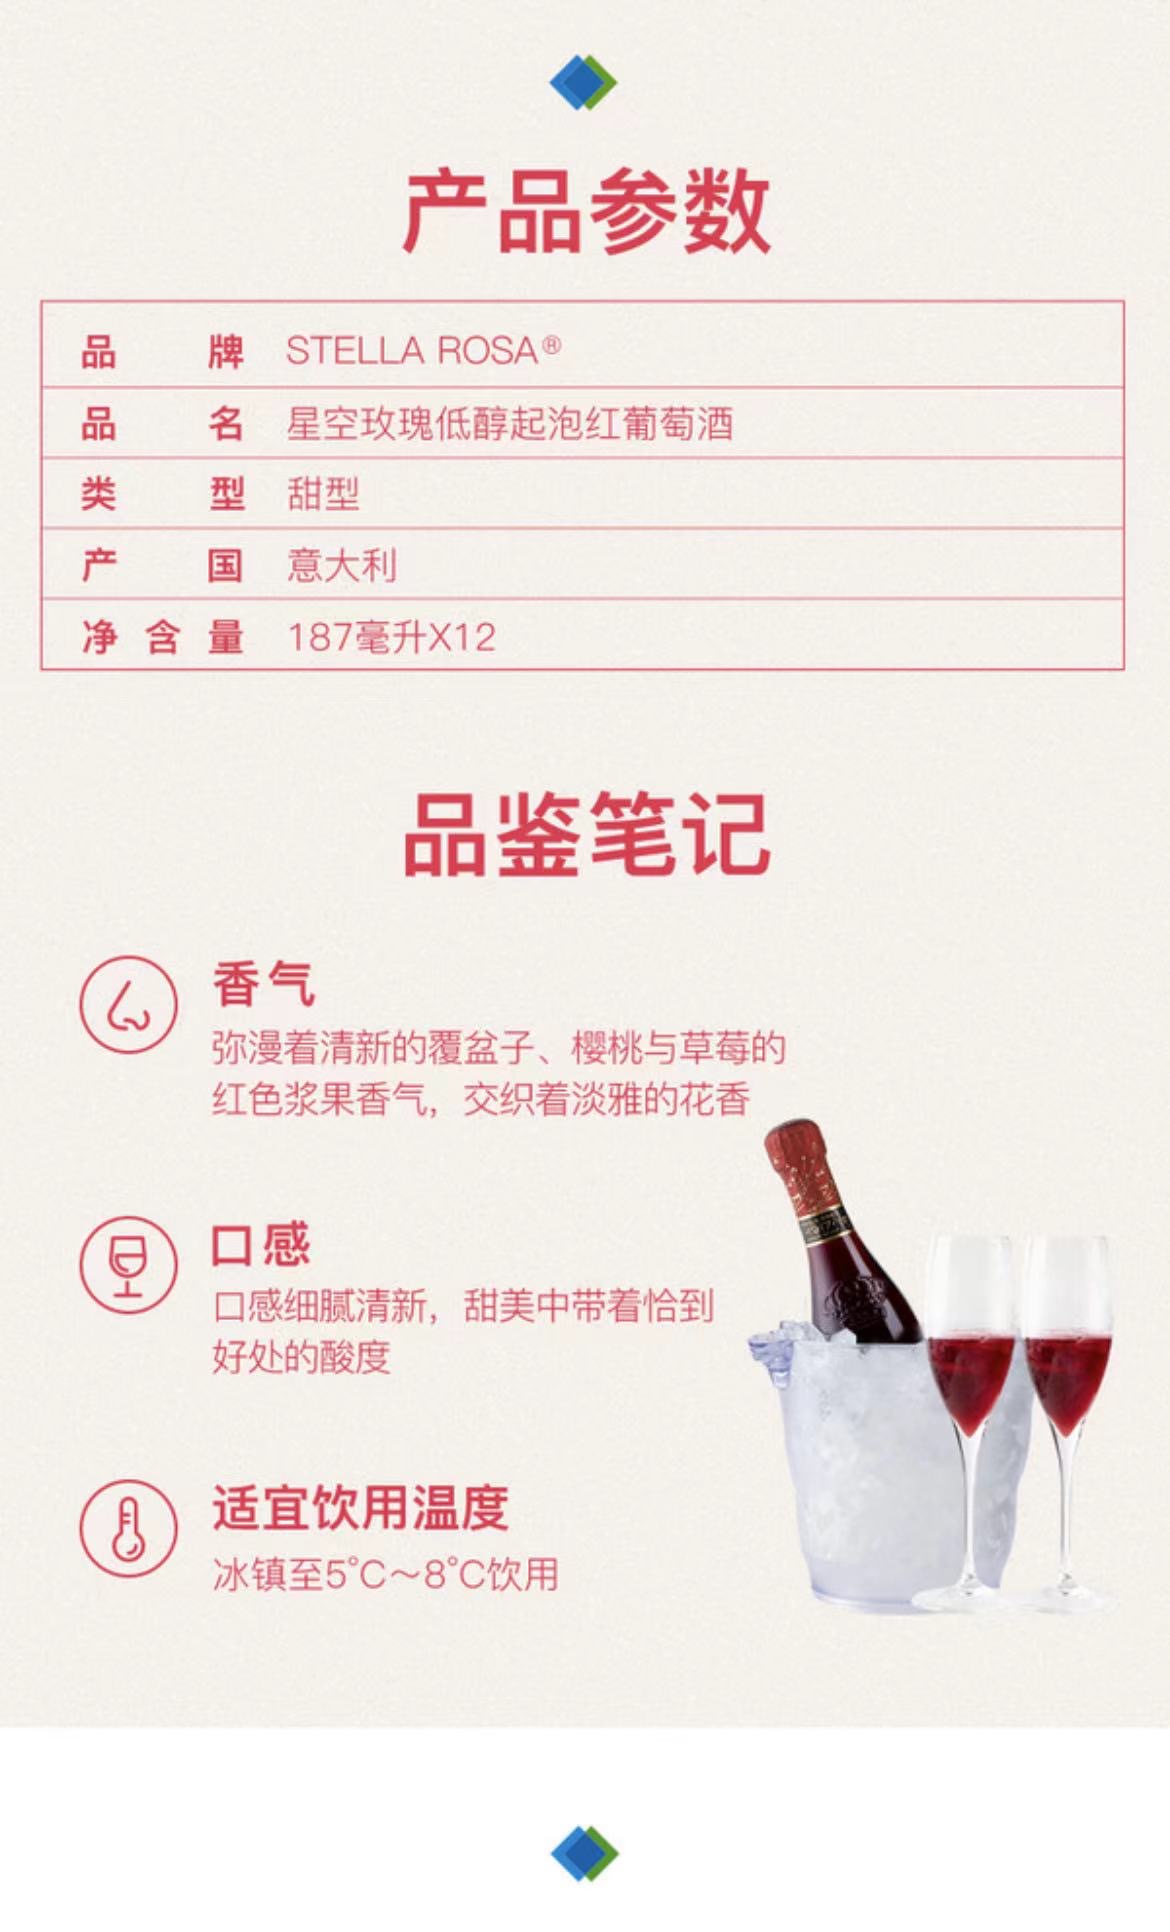 产品参数
品牌 STELLA ROSA®
品名 星空玫瑰低醇起泡红葡萄酒
类型 甜型
产国 意大利
净含量 187毫升X12
品鉴笔记
香气
弥漫着清新的覆盆子、樱桃与草莓的
红色浆果香气，交织着淡雅的花香
口感
口感细腻清新，甜美中带着恰到
好处的酸度
适宜饮用温度
冰镇至5°C～8°C饮用